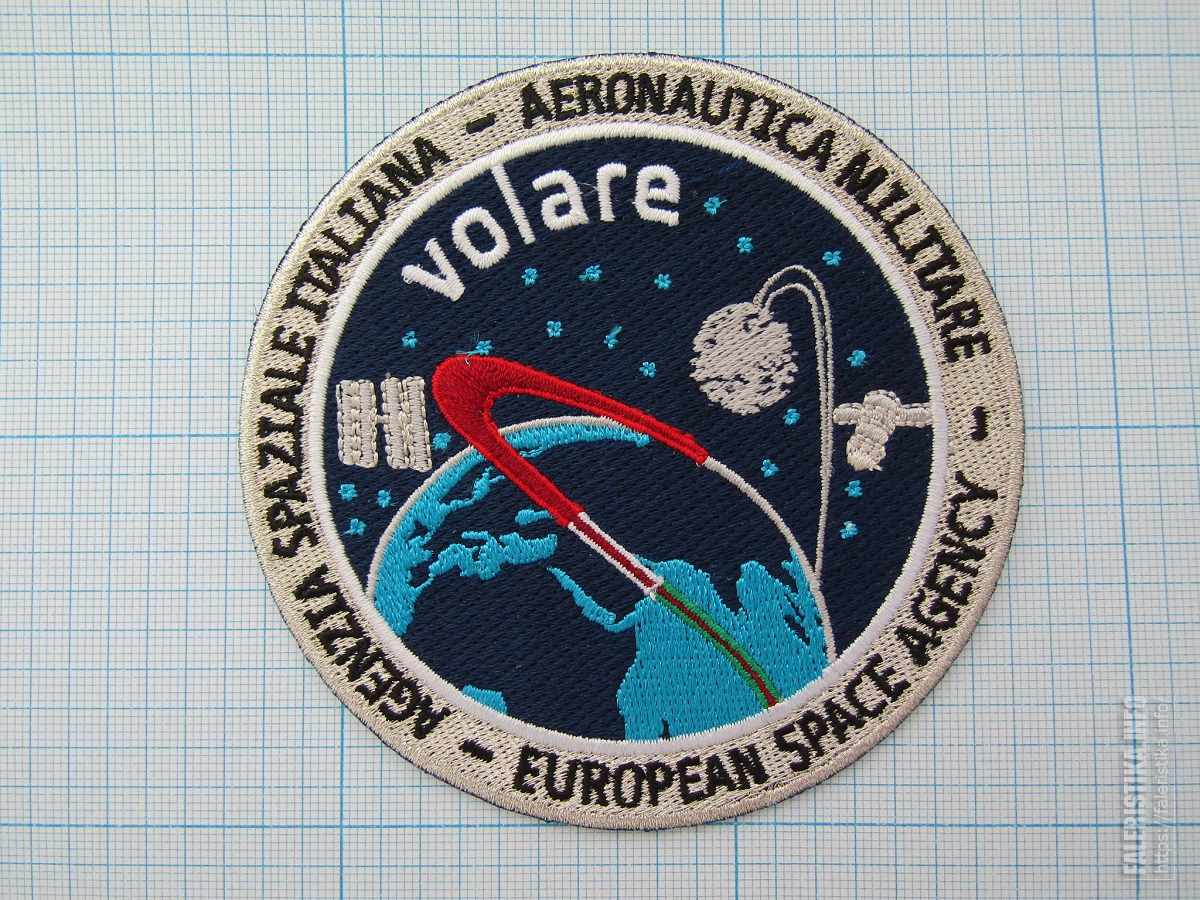 volare
AGENZIA SPAZIALE ITALIANA - AERONAUTICA MILITARE - EUROPEAN SPACE AGENCY -
FALERISTIKA.INFO
https://faleristika.info